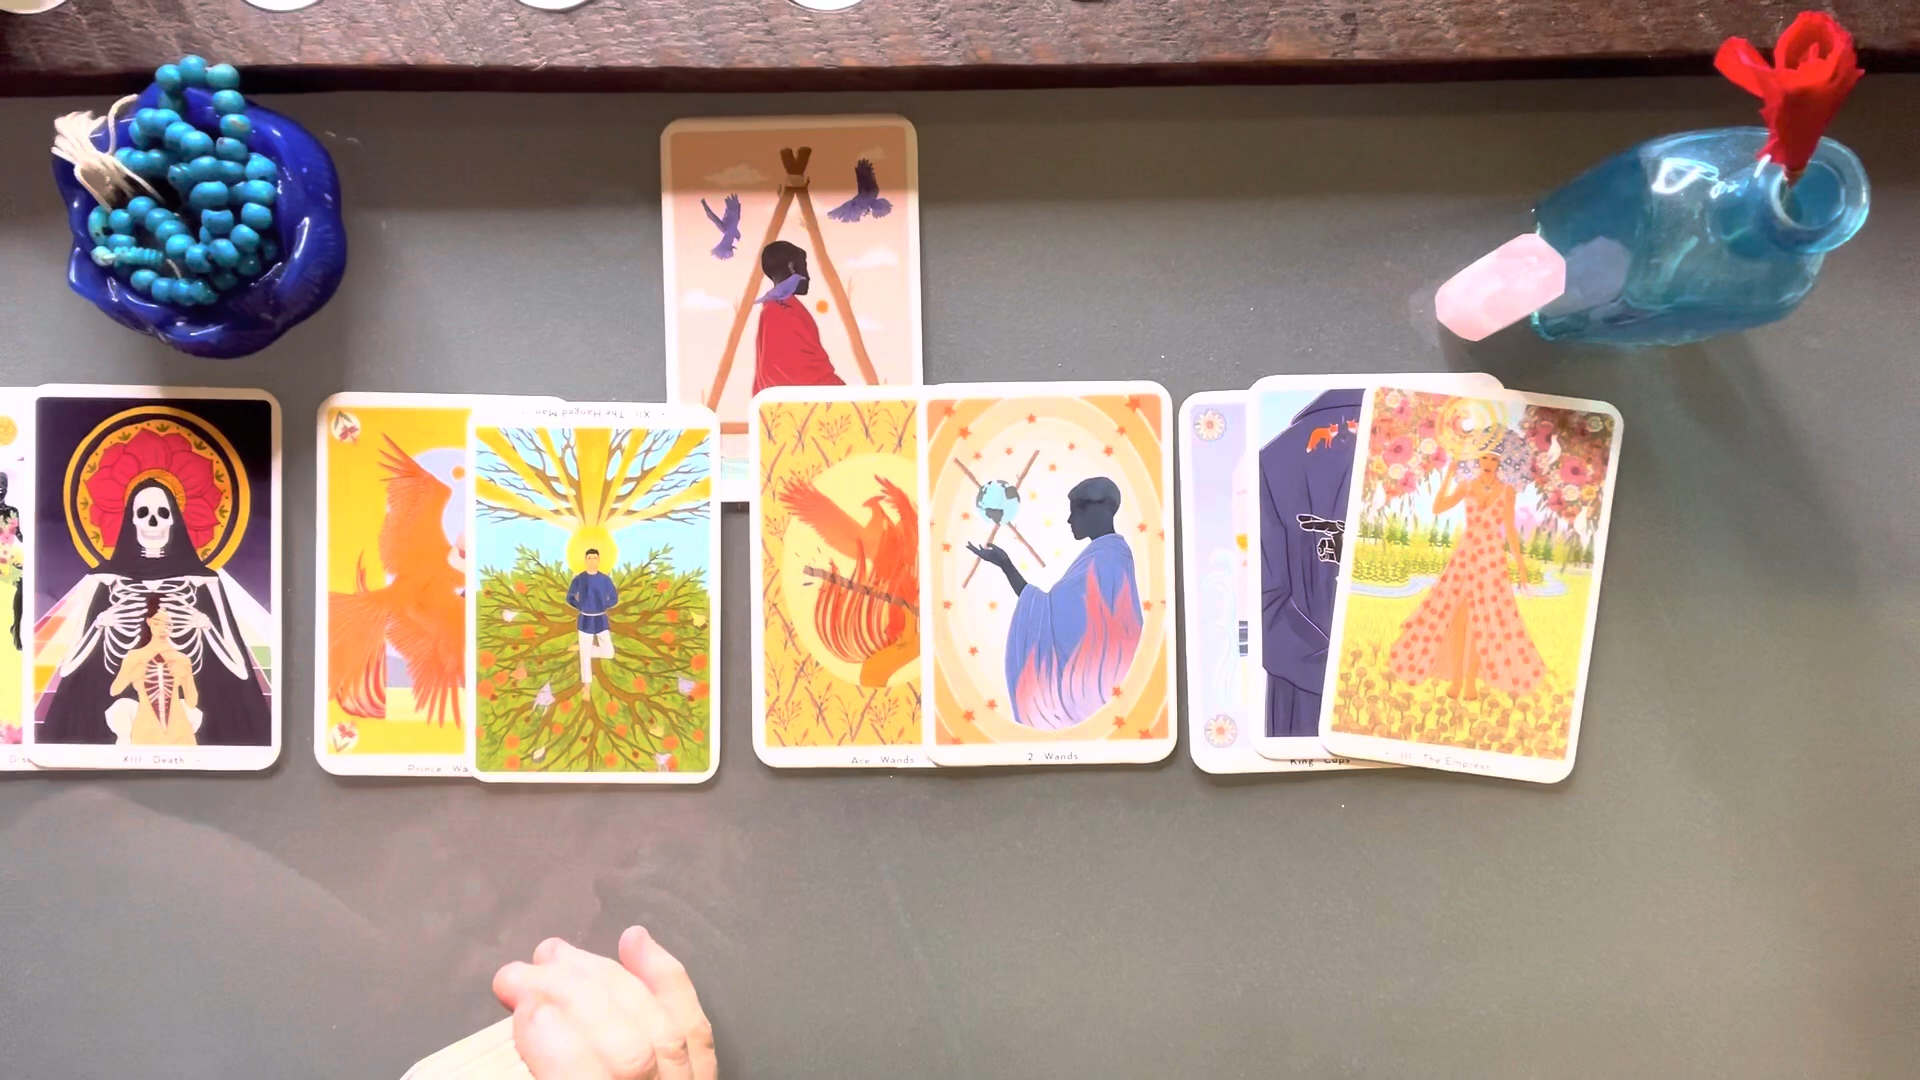 XII The Hanged Man
XIII Death
Prince Wa
Ace Wands
2 Wands
King Cups
III The Empress